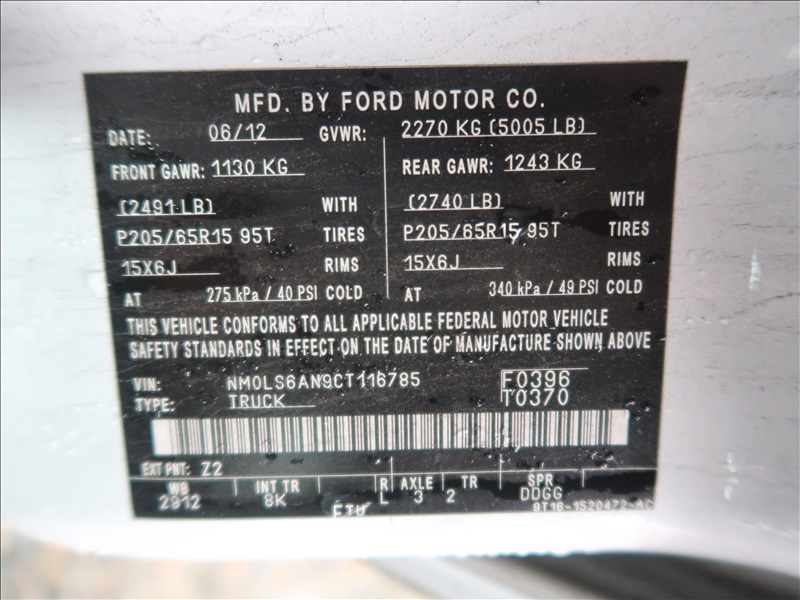 MFD. BY FORD MOTOR CO.
DATE: 06/12 GVWR: 2270 KG (5005 LB)
FRONT GAWR: 1130 KG REAR GAWR: 1243 KG
(2491 LB) WITH (2740 LB) WITH
P205/65R15 95T TIRES P205/65R15 95T TIRES
15X6J RIMS 15X6J RIMS
AT 275 kPa / 40 PSI COLD AT 340 kPa / 49 PSI COLD
THIS VEHICLE CONFORMS TO ALL APPLICABLE FEDERAL MOTOR VEHICLE
SAFETY STANDARDS IN EFFECT ON THE DATE OF MANUFACTURE SHOWN ABOVE
VIN: NM0LS6AN9CT116785 F0396
TYPE: TRUCK T0370
EXT PNT: Z2
WB INT TR R AXLE TR SPR
2912 8K L 3 2 DDGG
FTU 9T16-1520472-AC